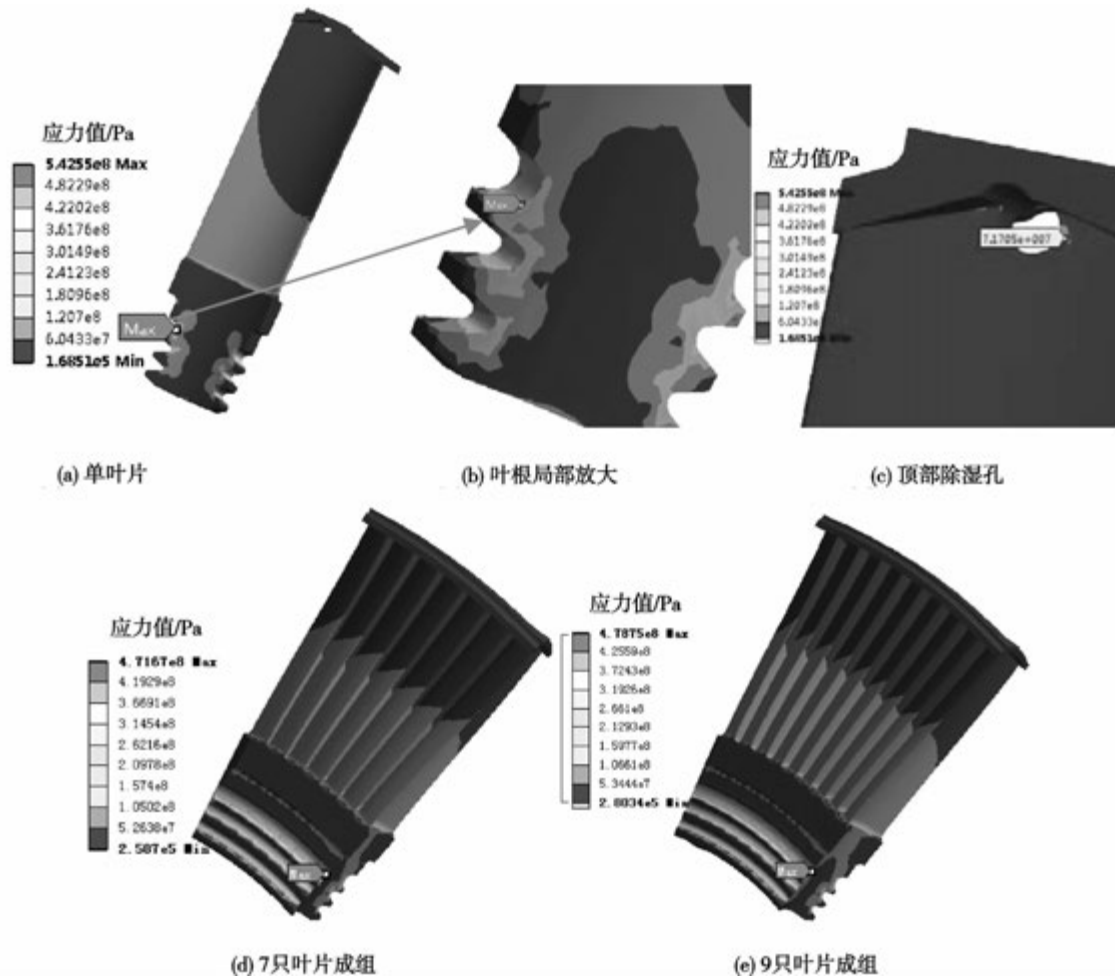 应力值/Pa
5.4255e8 Max
4.8229e8
4.2202e8
3.6176e8
3.0149e8
2.4123e8
1.8096e8
1.207e8
6.0433e7
1.6851e5 Min
Max
(a) 单叶片
Max
(b) 叶根局部放大
应力值/Pa
5.4255e8
4.8229e8
4.2202e8
3.6176e8
3.0149e8
2.4123e8
1.8096e8
1.207e8
6.0433e7
1.6851e5 Min
7.1705e+007
(c) 顶部除湿孔
应力值/Pa
4.7167e8 Max
4.1929e8
3.6691e8
3.1454e8
2.6216e8
2.0978e8
1.574e8
1.0502e8
5.2638e7
2.587e5 Min
Max
(d) 7只叶片成组
应力值/Pa
4.7875e8 Max
4.2559e8
3.7243e8
3.1926e8
2.661e8
2.1293e8
1.5977e8
1.0661e8
5.3444e7
2.8034e5 Min
Max
(e) 9只叶片成组